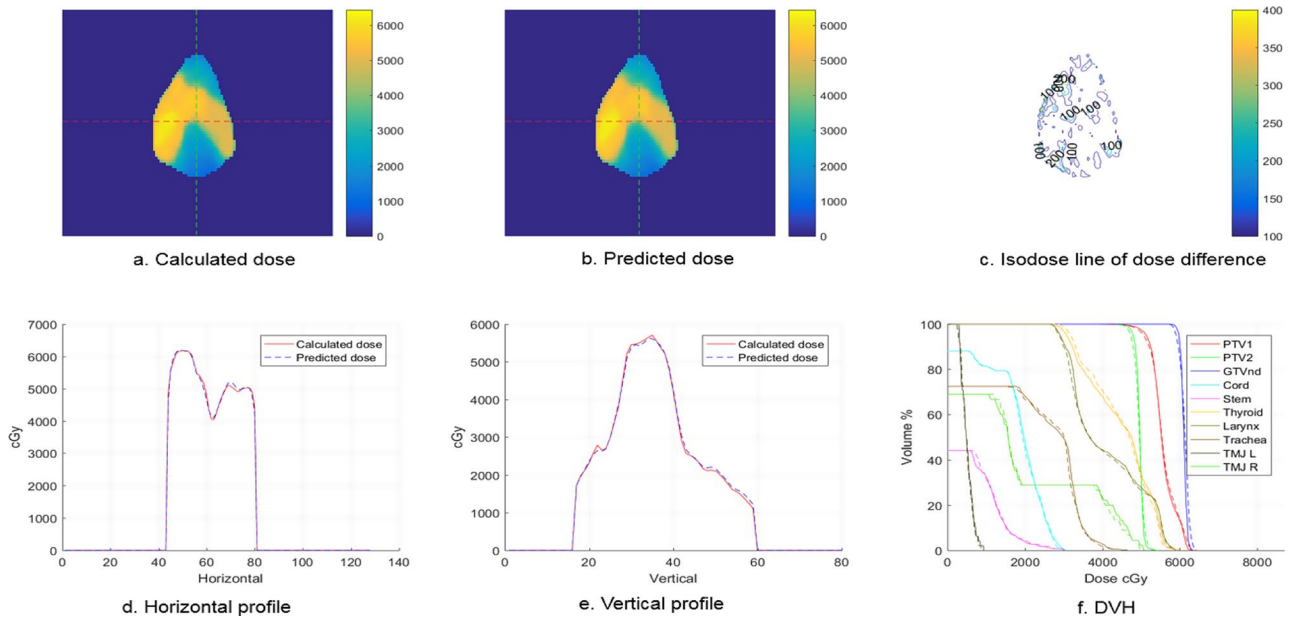 6000
5000
4000
3000
2000
1000
0
a. Calculated dose
6000
5000
4000
3000
2000
1000
0
b. Predicted dose
400
350
300
250
200
150
100
200
100
100
100
100
200
100
100
c. Isodose line of dose difference
7000
6000
5000
4000
3000
2000
1000
0
cGy
0 20 40 60 80 100 120 140
Horizontal
Calculated dose
Predicted dose
d. Horizontal profile
6000
5000
4000
3000
2000
1000
0
cGy
0 20 40 60 80
Vertical
Calculated dose
Predicted dose
e. Vertical profile
100
80
60
40
20
0
Volume %
0 2000 4000 6000 8000
Dose cGy
PTV1
PTV2
GTVnd
Cord
Stem
Thyroid
Larynx
Trachea
TMJ L
TMJ R
f. DVH